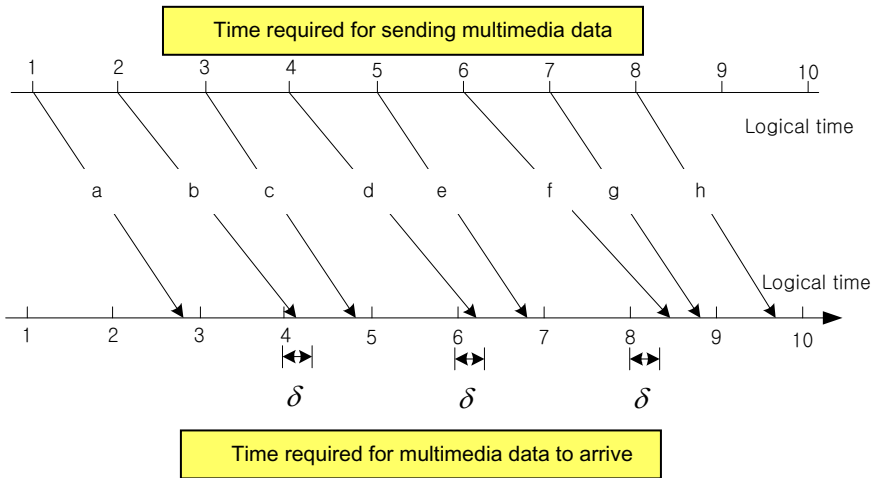 Time required for sending multimedia data
1 2 3 4 5 6 7 8 9 10
Logical time
a b c d e f g h
Logical time
1 2 3 4 5 6 7 8 9 10
δ δ δ
Time required for multimedia data to arrive